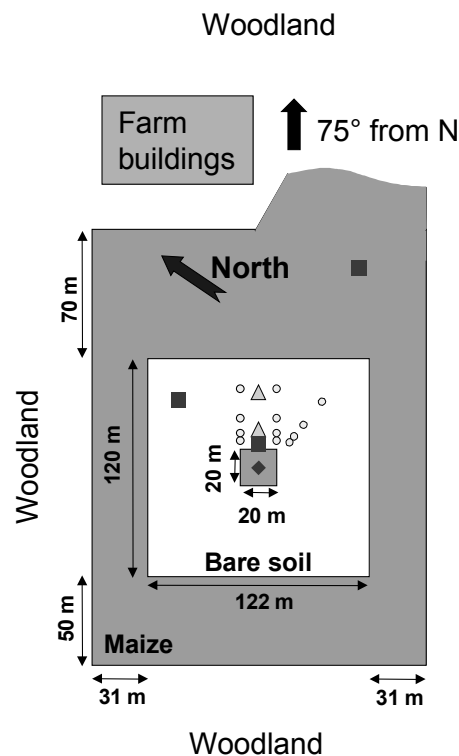 Woodland
Farm
buildings
75° from N
North
70 m
Woodland
120 m
20 m
20 m
Bare soil
122 m
50 m
Maize
31 m
31 m
Woodland